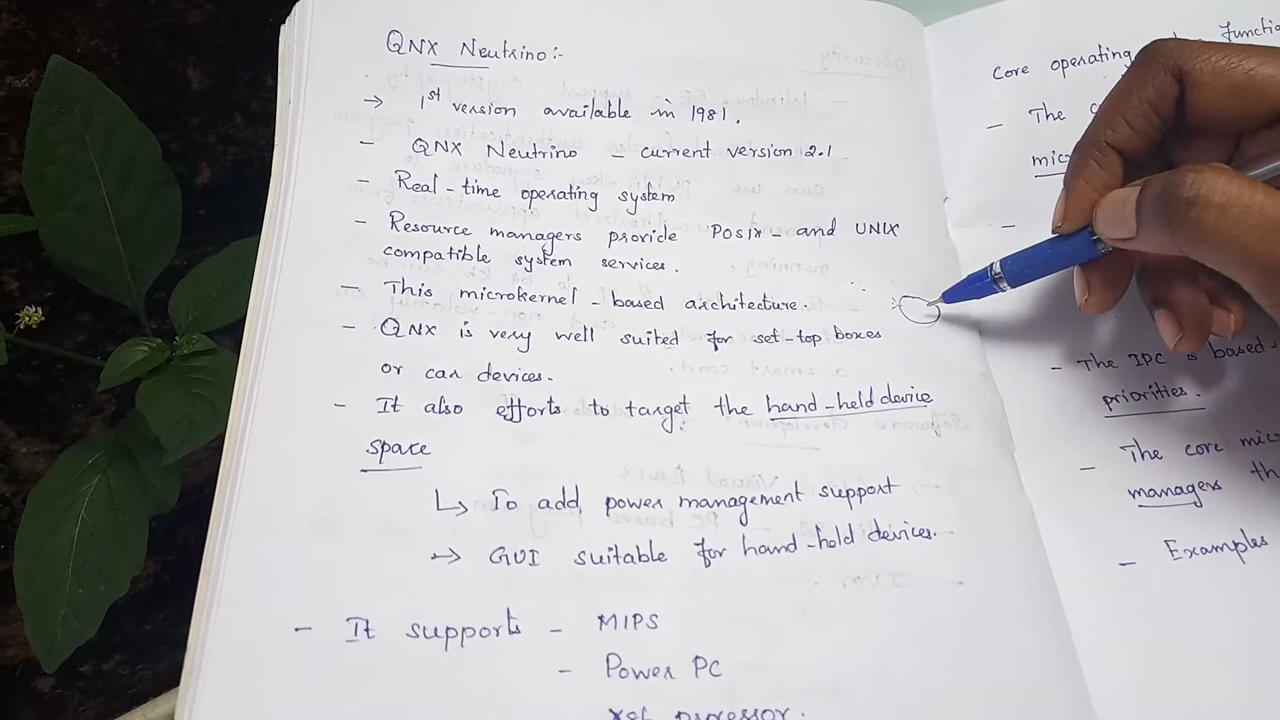 QNX Neutrino:-
→ 1st version available in 1981.
- QNX Neutrino - current version 2.1
- Real-time operating system
- Resource managers provide Posix- and UNIX
compatible system services.
- This microkernel-based architecture.
- QNX is very well suited for set-top boxes
or car devices.
- It also efforts to target the hand-held device
space
↳ To add power management support
→ GUI suitable for hand-held devices.
- It supports - MIPS
- Power PC
processor.
Core operating
- The
-
- The IPC is based
priorities.
- The core
managers
- Examples